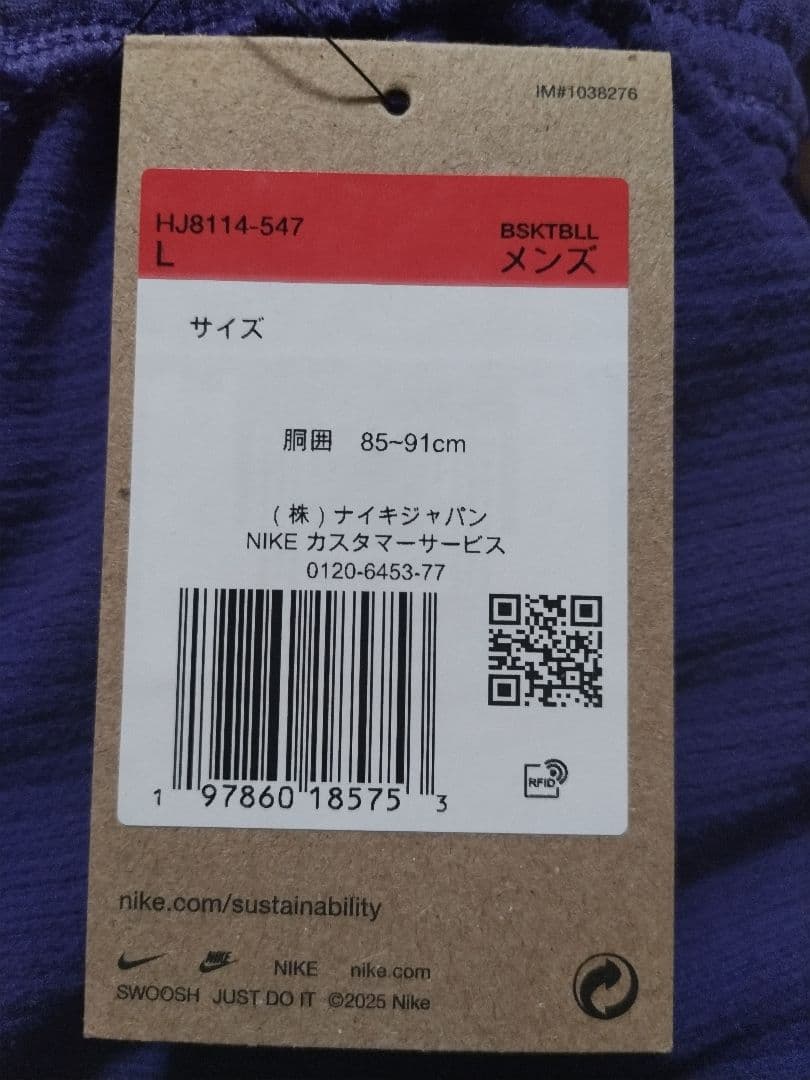 IM#1038276
HJ8114-547
L
BSKTBLL
メンズ
サイズ
胴囲 85~91cm
(株)ナイキジャパン
NIKE カスタマーサービス
0120-6453-77
1 97860 18575 3
RFID
nike.com/sustainability
NIKE NIKE nike.com
SWOOSH JUST DO IT ©2025 Nike